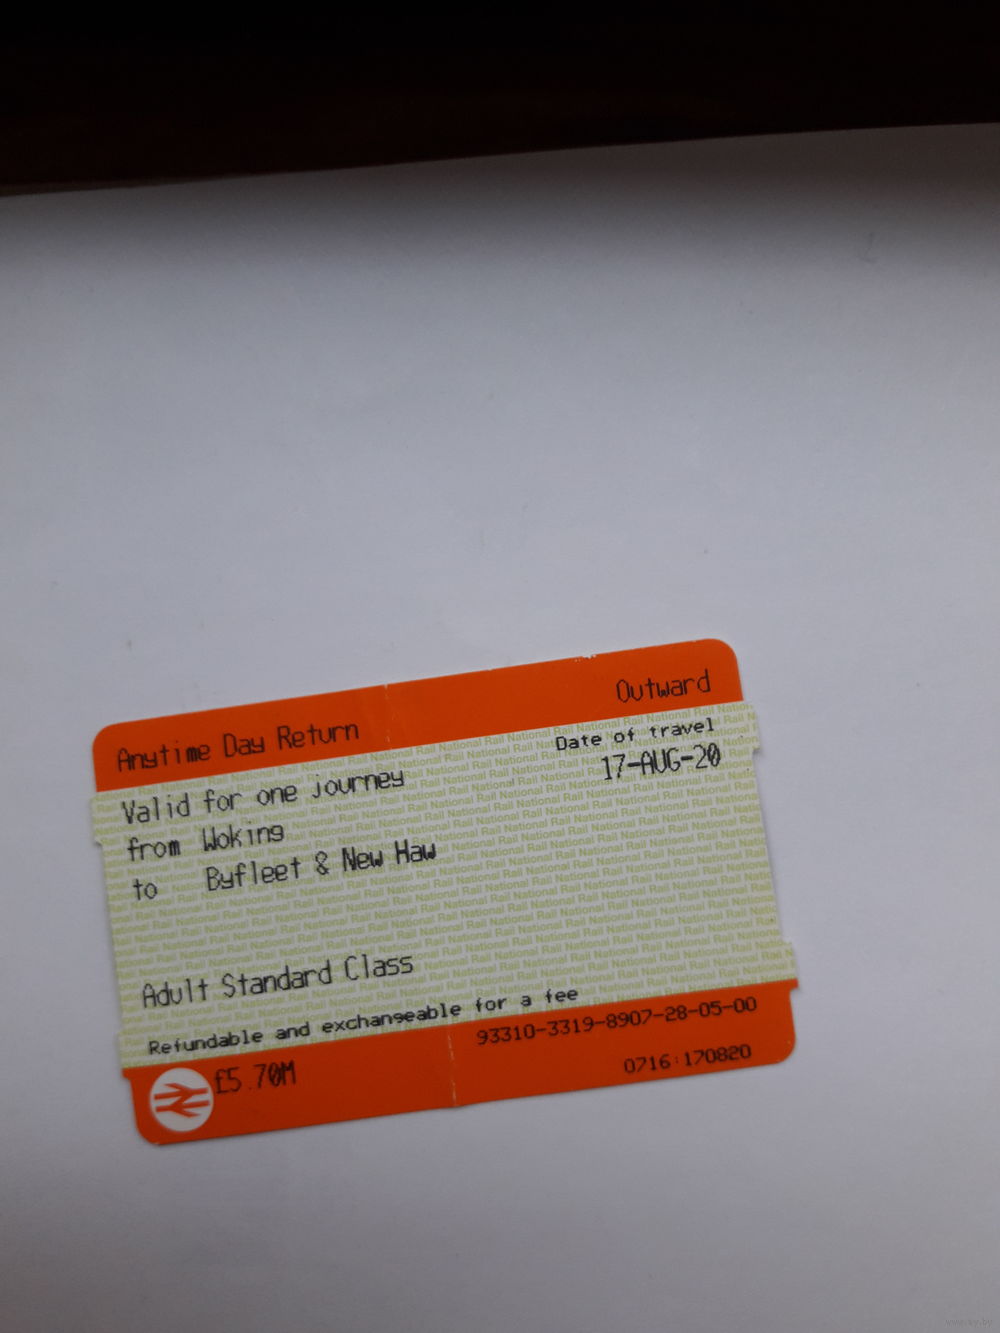 Anytime Day Return
Outward
Valid for one journey
Date of travel
17-AUG-20
from Woking
to Byfleet & New Haw
Adult Standard Class
Refundable and exchangeable for a fee
£5.70M
93310-3319-8907-28-05-00
0716:170820